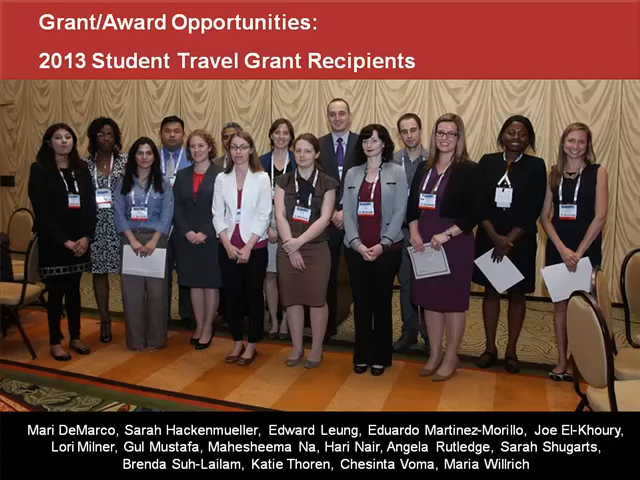 Grant/Award Opportunities:
2013 Student Travel Grant Recipients
Mari DeMarco, Sarah Hackenmueller, Edward Leung, Eduardo Martinez-Morillo, Joe El-Khoury,
Lori Milner, Gul Mustafa, Mahesheema Na, Hari Nair, Angela Rutledge, Sarah Shugarts,
Brenda Suh-Lailam, Katie Thoren, Chesinta Voma, Maria Willrich